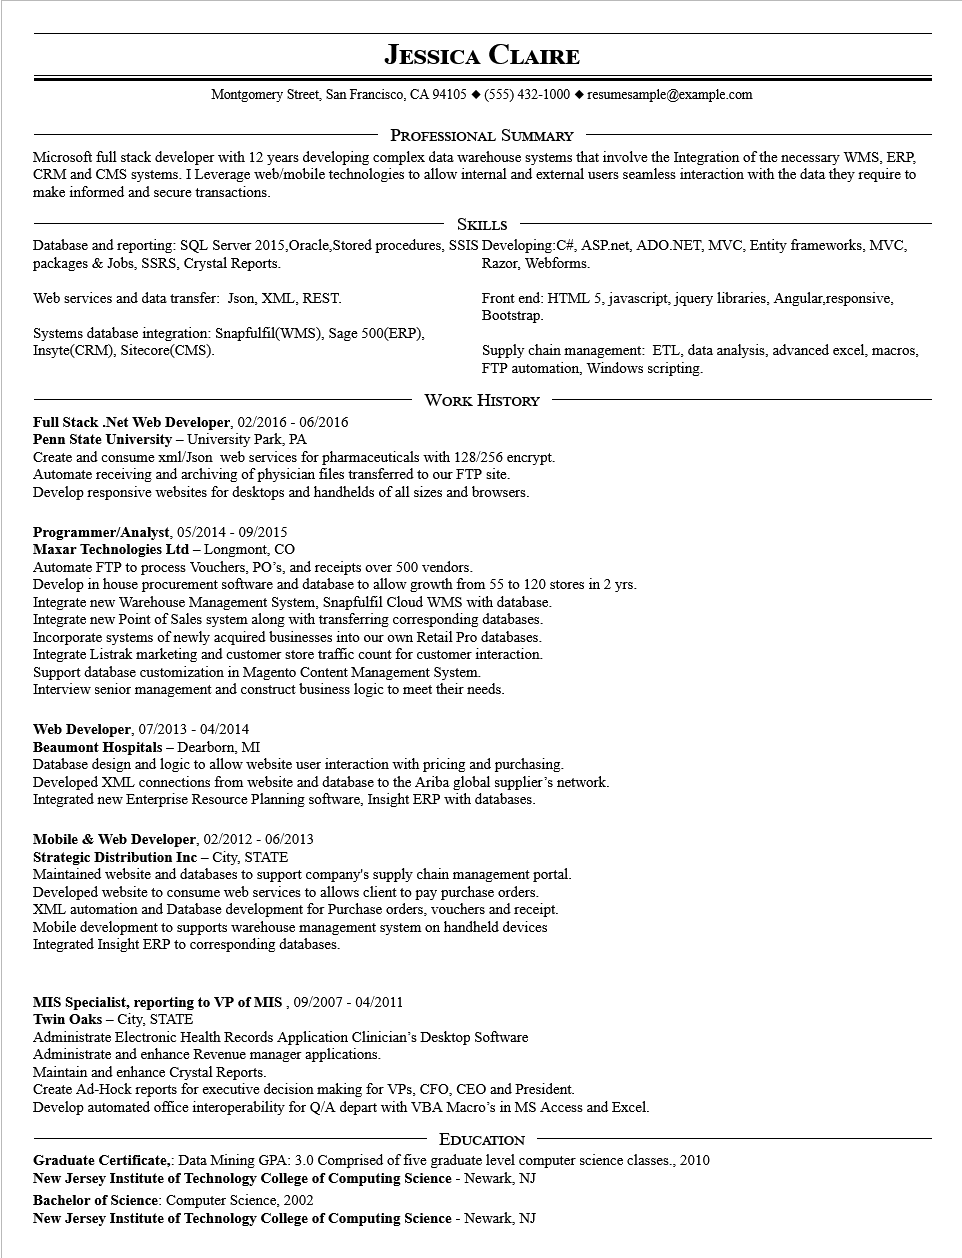 Jessica Claire
Montgomery Street, San Francisco, CA 94105 ◆ (555) 432-1000 ◆ resumesample@example.com
Professional Summary
Microsoft full stack developer with 12 years developing complex data warehouse systems that involve the Integration of the necessary WMS, ERP,
CRM and CMS systems. I Leverage web/mobile technologies to allow internal and external users seamless interaction with the data they require to
make informed and secure transactions.
Skills
Database and reporting: SQL Server 2015,Oracle,Stored procedures, SSIS
packages & Jobs, SSRS, Crystal Reports.
Web services and data transfer:  Json, XML, REST.
Systems database integration: Snapfulfil(WMS), Sage 500(ERP),
Insyte(CRM), Sitecore(CMS).
Developing:C#, ASP.net, ADO.NET, MVC, Entity frameworks, MVC,
Razor, Webforms.
Front end: HTML 5, javascript, jquery libraries, Angular,responsive,
Bootstrap.
Supply chain management:  ETL, data analysis, advanced excel, macros,
FTP automation, Windows scripting.
Work History
Full Stack .Net Web Developer, 02/2016 - 06/2016
Penn State University – University Park, PA
Create and consume xml/Json  web services for pharmaceuticals with 128/256 encrypt.
Automate receiving and archiving of physician files transferred to our FTP site.
Develop responsive websites for desktops and handhelds of all sizes and browsers.
Programmer/Analyst, 05/2014 - 09/2015
Maxar Technologies Ltd – Longmont, CO
Automate FTP to process Vouchers, PO’s, and receipts over 500 vendors.
Develop in house procurement software and database to allow growth from 55 to 120 stores in 2 yrs.
Integrate new Warehouse Management System, Snapfulfil Cloud WMS with database.
Integrate new Point of Sales system along with transferring corresponding databases.
Incorporate systems of newly acquired businesses into our own Retail Pro databases.
Integrate Listrak marketing and customer store traffic count for customer interaction.
Support database customization in Magento Content Management System.
Interview senior management and construct business logic to meet their needs.
Web Developer, 07/2013 - 04/2014
Beaumont Hospitals – Dearborn, MI
Database design and logic to allow website user interaction with pricing and purchasing.
Developed XML connections from website and database to the Ariba global supplier’s network.
Integrated new Enterprise Resource Planning software, Insight ERP with databases.
Mobile & Web Developer, 02/2012 - 06/2013
Strategic Distribution Inc – City, STATE
Maintained website and databases to support company's supply chain management portal.
Developed website to consume web services to allows client to pay purchase orders.
XML automation and Database development for Purchase orders, vouchers and receipt.
Mobile development to supports warehouse management system on handheld devices
Integrated Insight ERP to corresponding databases.
MIS Specialist, reporting to VP of MIS , 09/2007 - 04/2011
Twin Oaks – City, STATE
Administrate Electronic Health Records Application Clinician’s Desktop Software
Administrate and enhance Revenue manager applications.
Maintain and enhance Crystal Reports.
Create Ad-Hock reports for executive decision making for VPs, CFO, CEO and President.
Develop automated office interoperability for Q/A depart with VBA Macro’s in MS Access and Excel.
Education
Graduate Certificate,: Data Mining GPA: 3.0 Comprised of five graduate level computer science classes., 2010
New Jersey Institute of Technology College of Computing Science - Newark, NJ
Bachelor of Science: Computer Science, 2002
New Jersey Institute of Technology College of Computing Science - Newark, NJ